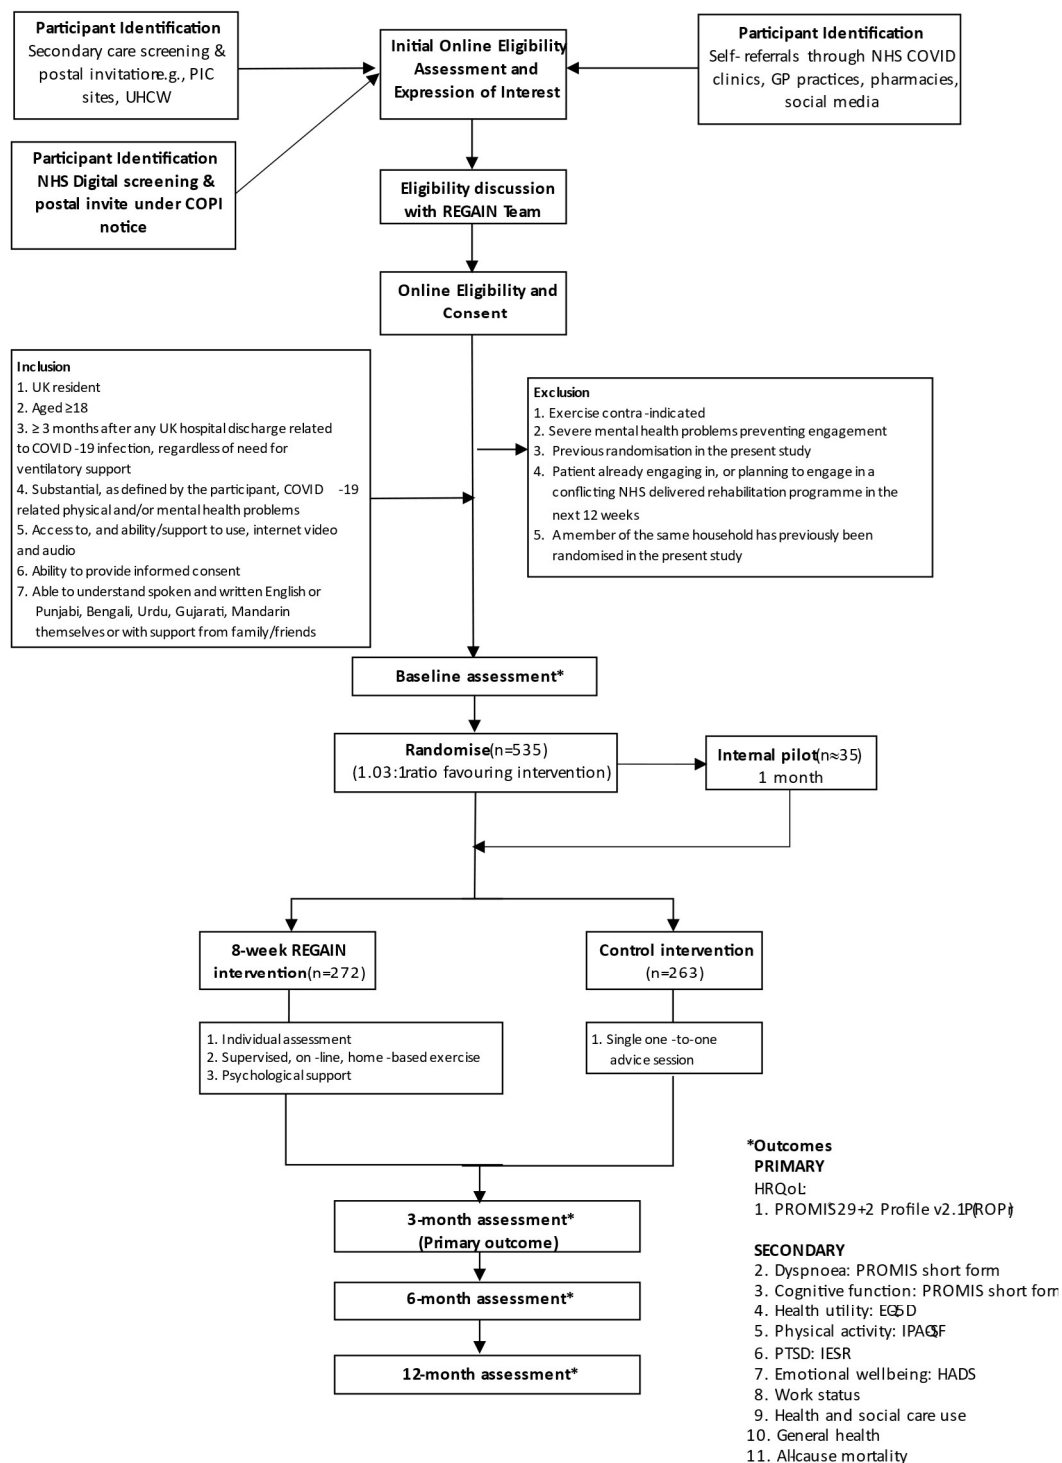 Participant Identification
Secondary care screening &
postal invitatiore.g., PIC
sites, UHCW
Initial Online Eligibility
Assessment and
Expression of Interest
Participant Identification
Self- referrals through NHS COVID
clinics, GP practices, pharmacies,
social media
Participant Identification
NHS Digital screening &
postal invite under COPI
notice
Eligibility discussion
with REGAIN Team
Online Eligibility and
Consent
Inclusion
1. UK resident
2. Aged ≥18
3. ≥ 3 months after any UK hospital discharge related
to COVID -19 infection, regardless of need for
ventilatory support
4. Substantial, as defined by the participant, COVID -19
related physical and/or mental health problems
5. Access to, and ability/support to use, internet video
and audio
6. Ability to provide informed consent
7. Able to understand spoken and written English or
Punjabi, Bengali, Urdu, Gujarati, Mandarin
themselves or with support from family/friends
Exclusion
1. Exercise contra -indicated
2. Severe mental health problems preventing engagement
3. Previous randomisation in the present study
4. Patient already engaging in, or planning to engage in a
conflicting NHS delivered rehabilitation programme in the
next 12 weeks
5. A member of the same household has previously been
randomised in the present study
Baseline assessment*
Randomise(n=535)
(1.03:1ratio favouring intervention)
Internal pilot(n≈35)
1 month
8-week REGAIN
intervention(n=272)
Control intervention
(n=263)
1. Individual assessment
2. Supervised, on -line, home -based exercise
3. Psychological support
1. Single one -to-one
advice session
3-month assessment*
(Primary outcome)
6-month assessment*
12-month assessment*
*Outcomes
PRIMARY
HRQoL:
1. PROMIS29+2 Profile v2.1(PROPr)
SECONDARY
2. Dyspnoea: PROMIS short form
3. Cognitive function: PROMIS short form
4. Health utility: EQ5D
5. Physical activity: IPAQSF
6. PTSD: IESR
7. Emotional wellbeing: HADS
8. Work status
9. Health and social care use
10. General health
11. All-cause mortality